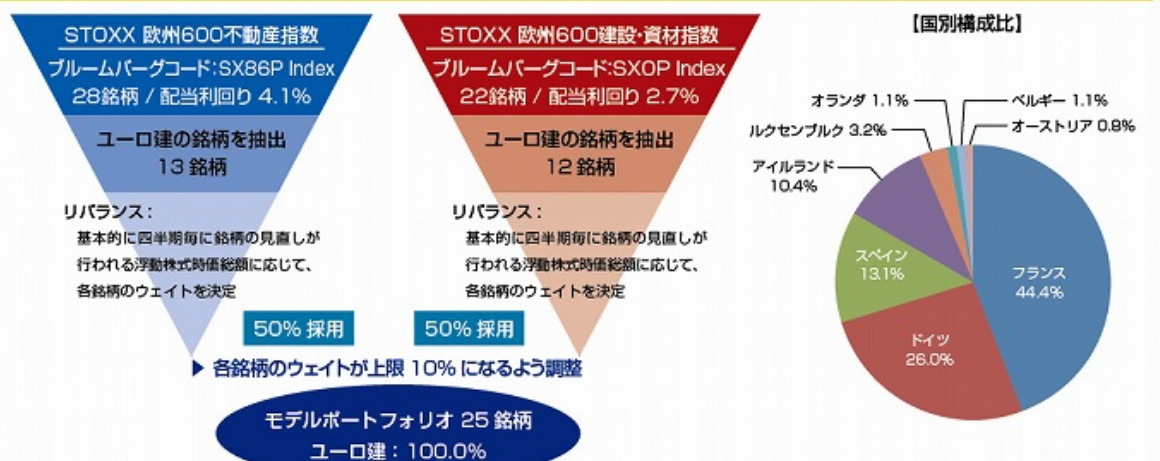 STOXX 欧州600不動産指数
ブルームバーグコード:SX86P Index
28銘柄 / 配当利回り 4.1%
ユーロ建の銘柄を抽出
13 銘柄
リバランス：
基本的に四半期毎に銘柄の見直しが
行われる浮動株式時価総額に応じて、
各銘柄のウェイトを決定
50% 採用
STOXX 欧州600建設・資材指数
ブルームバーグコード:SXOP Index
22銘柄 / 配当利回り 2.7%
ユーロ建の銘柄を抽出
12 銘柄
リバランス：
基本的に四半期毎に銘柄の見直しが
行われる浮動株式時価総額に応じて、
各銘柄のウェイトを決定
50% 採用
▶ 各銘柄のウェイトが上限 10% になるよう調整
モデルポートフォリオ 25 銘柄
ユーロ建：100.0%
【国別構成比】
オランダ 1.1%
ベルギー 1.1%
ルクセンブルク 3.2%
オーストリア 0.8%
アイルランド
10.4%
スペイン
13.1%
フランス
44.4%
ドイツ
26.0%